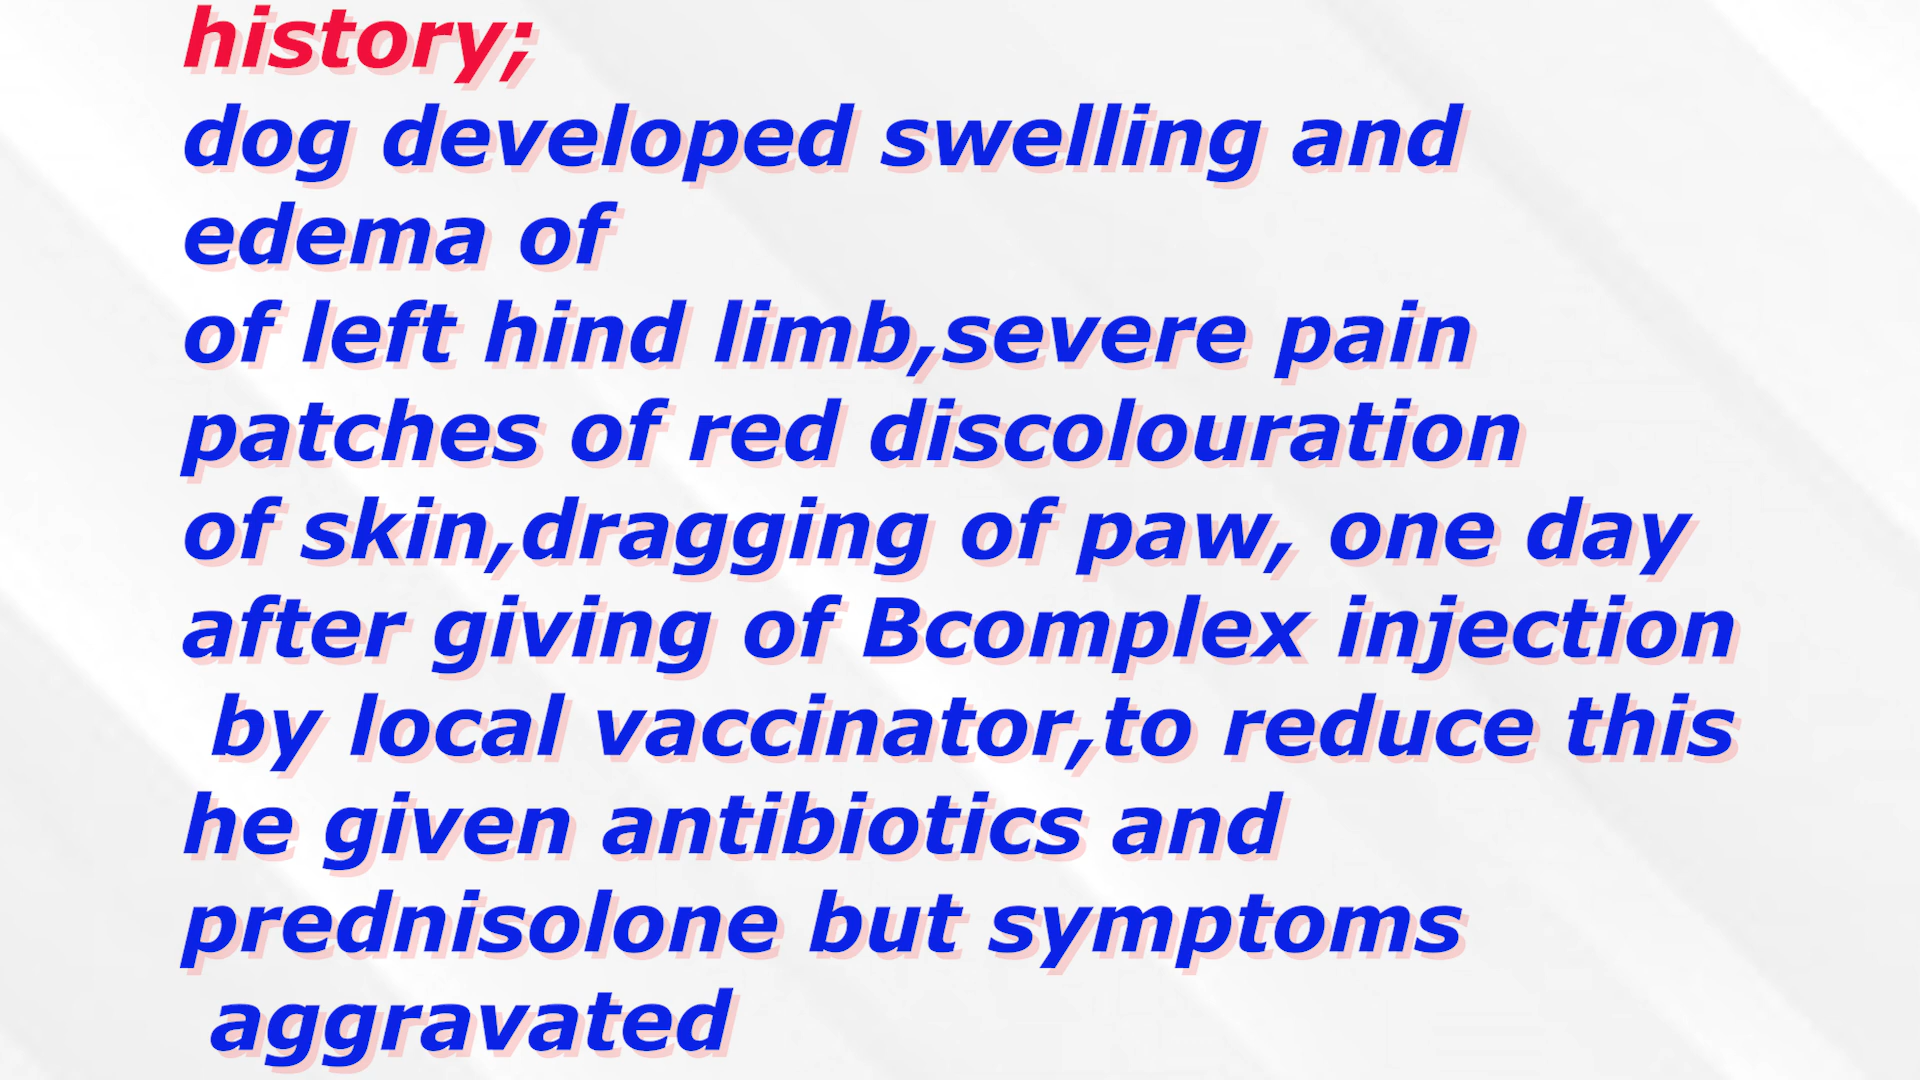 history;
dog developed swelling and
edema of
of left hind limb,severe pain
patches of red discolouration
of skin,dragging of paw, one day
after giving of Bcomplex injection
by local vaccinator,to reduce this
he given antibiotics and
prednisolone but symptoms
aggravated